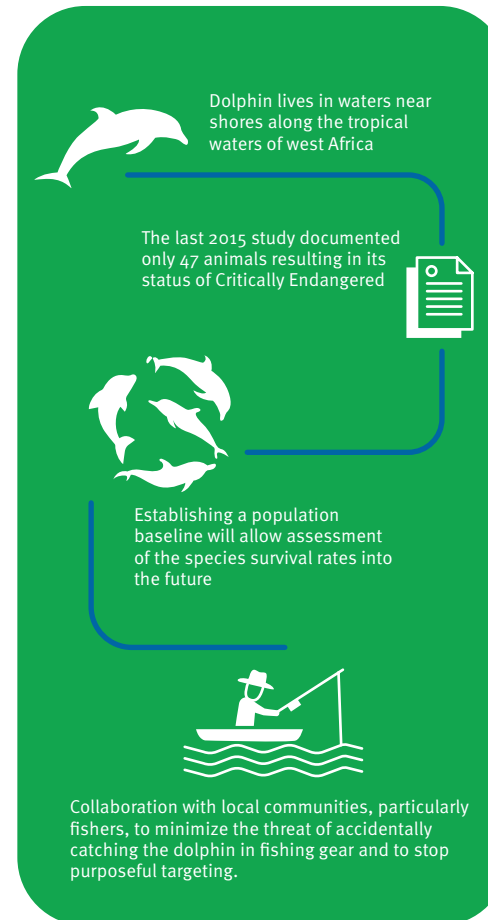 Dolphin lives in waters near
shores along the tropical
waters of west Africa
The last 2015 study documented
only 47 animals resulting in its
status of Critically Endangered
Establishing a population
baseline will allow assessment
of the species survival rates into
the future
Collaboration with local communities, particularly
fishers, to minimize the threat of accidentally
catching the dolphin in fishing gear and to stop
purposeful targeting.